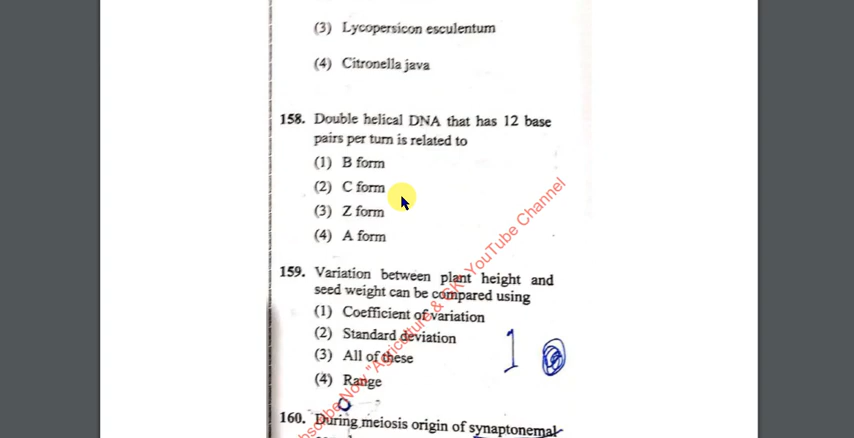 (3) Lycopersicon esculentum
(4) Citronella java
158. Double helical DNA that has 12 base
pairs per turn is related to
(1) B form
(2) C form
(3) Z form
(4) A form
159. Variation between plant height and
seed weight can be compared using
(1) Coefficient of variation
(2) Standard deviation
(3) All of these
(4) Range
1
160. During meiosis origin of synaptonemal
Now "Agriculture & GK" YouTube Channel